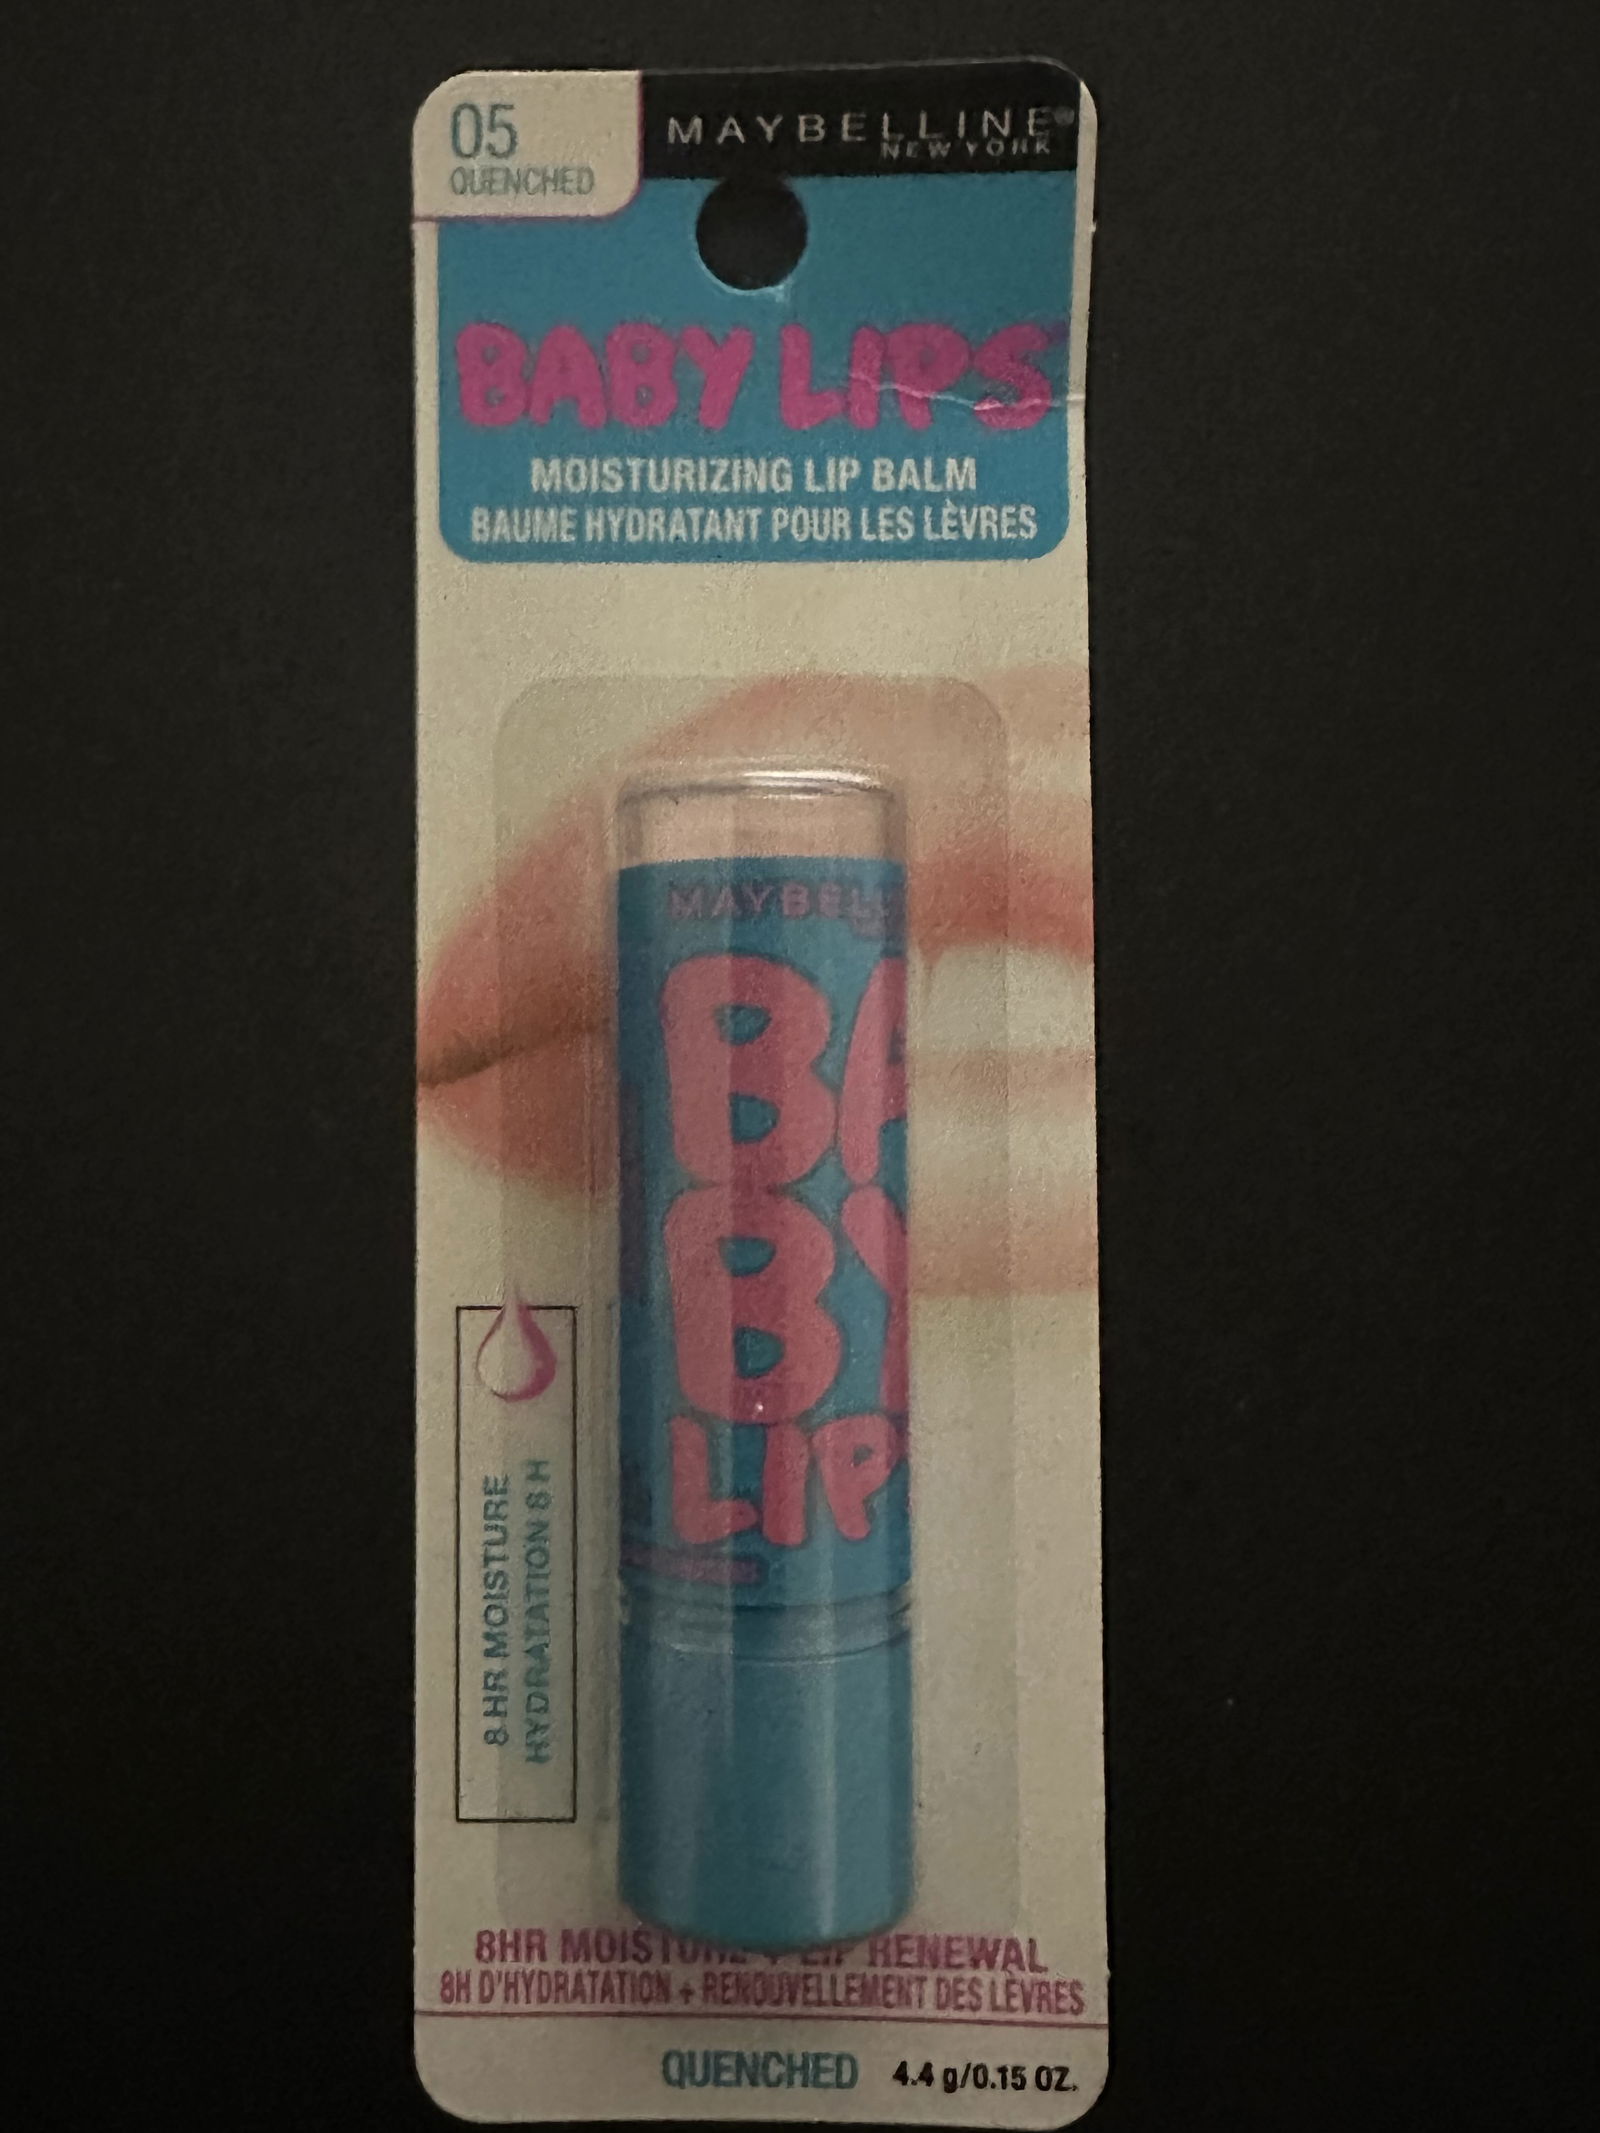 05
QUENCHED
MAYBELLINE®
NEW YORK
BABY LIPS
MOISTURIZING LIP BALM
BAUME HYDRATANT POUR LES LÈVRES
MAYBELL
BA
BY
LIP
8 HR MOISTURE
HYDRATATION 8 H
8HR MOISTURE + LIP RENEWAL
8H D'HYDRATATION + RENOUVELLEMENT DES LÈVRES
QUENCHED 4.4 g/0.15 OZ.